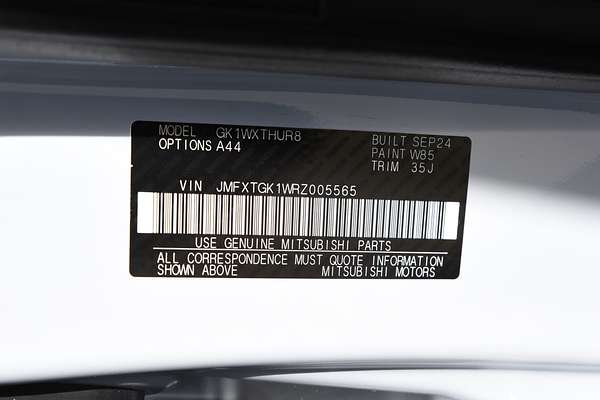 MODEL GK1WXTHUR8 BUILT SEP24
OPTIONS A44 PAINT W85
TRIM 35J
VIN JMFXTGK1WRZ005565
USE GENUINE MITSUBISHI PARTS
ALL CORRESPONDENCE MUST QUOTE INFORMATION
SHOWN ABOVE MITSUBISHI MOTORS